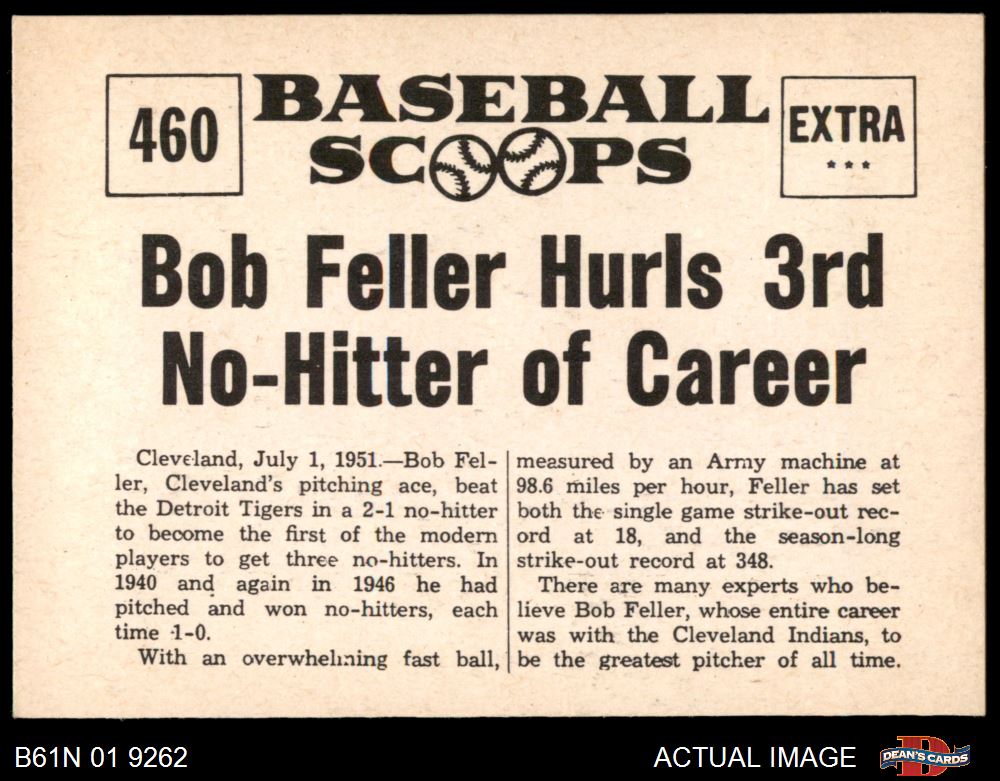 460
BASEBALL
SCOOPS
EXTRA
* * *
Bob Feller Hurls 3rd
No-Hitter of Career
Cleveland, July 1, 1951.—Bob Fel-
ler, Cleveland's pitching ace, beat
the Detroit Tigers in a 2-1 no-hitter
to become the first of the modern
players to get three no-hitters. In
1940 and again in 1946 he had
pitched and won no-hitters, each
time 1-0.
With an overwhelming fast ball,
measured by an Army machine at
98.6 miles per hour, Feller has set
both the single game strike-out rec-
ord at 18, and the season-long
strike-out record at 348.
There are many experts who be-
lieve Bob Feller, whose entire career
was with the Cleveland Indians, to
be the greatest pitcher of all time.
B61N 01 9262
ACTUAL IMAGE
D
DEAN'S CARDS